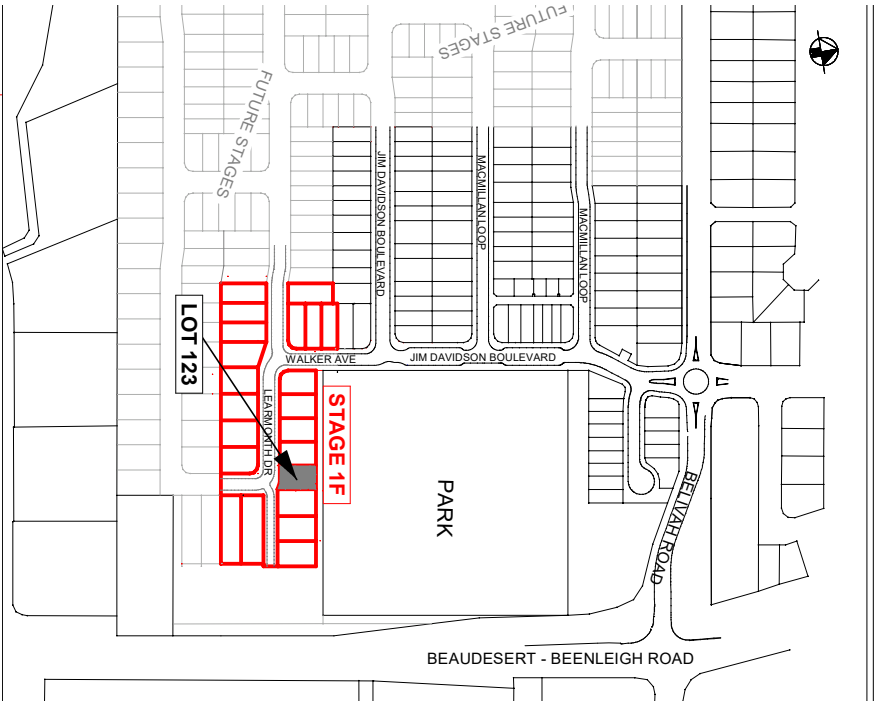 FUTURE STAGES
FUTURE STAGES
JIM DAVIDSON BOULEVARD
MACMILLAN LOOP
MACMILLAN LOOP
LOT 123
WALKER AVE
JIM DAVIDSON BOULEVARD
LEARMONTH DR
STAGE 1F
PARK
BELIVAH ROAD
BEAUDESERT - BEENLEIGH ROAD